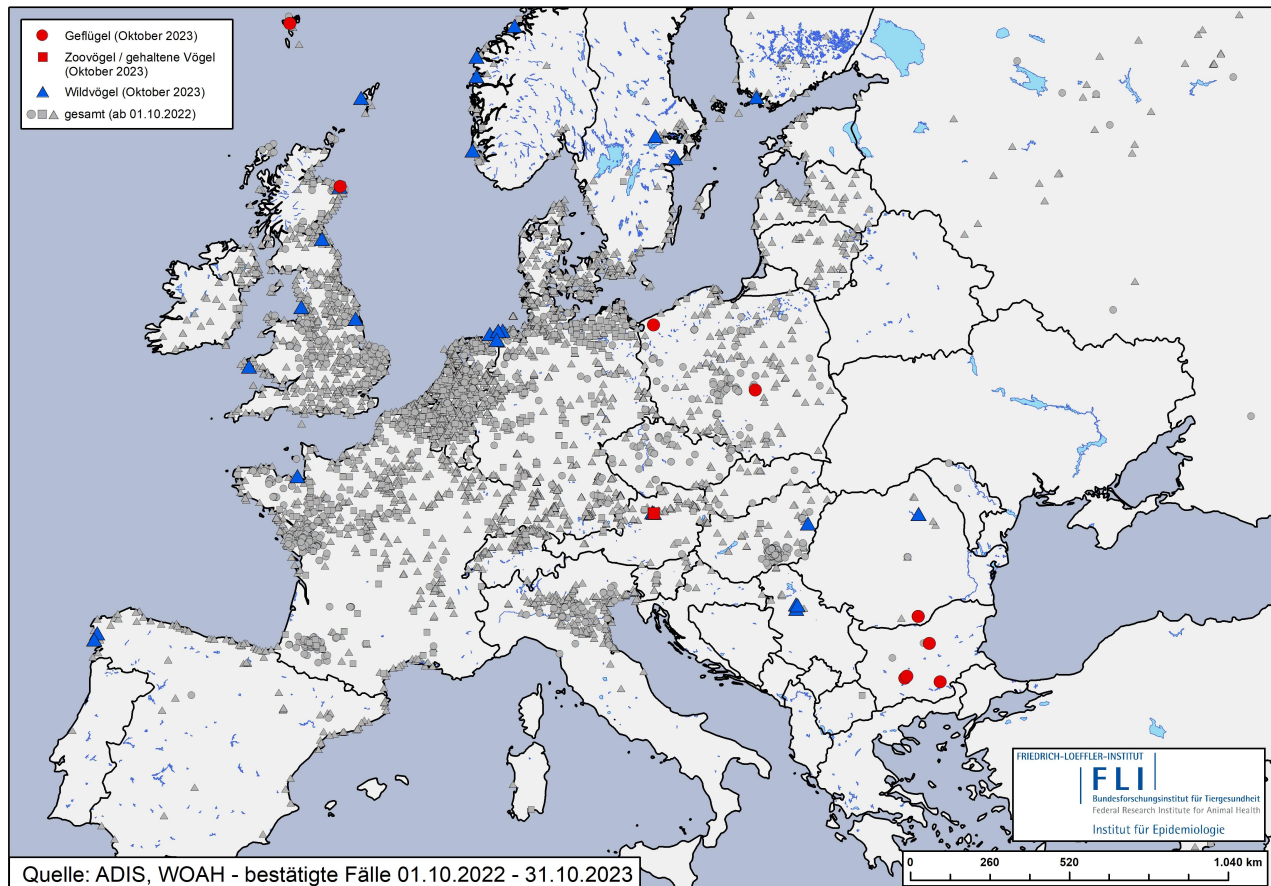 Geflügel (Oktober 2023)
Zoovögel / gehaltene Vögel
(Oktober 2023)
Wildvögel (Oktober 2023)
gesamt (ab 01.10.2022)
FRIEDRICH-LOEFFLER-INSTITUT
FLI
Bundesforschungsinstitut für Tiergesundheit
Federal Research Institute for Animal Health
Institut für Epidemiologie
Quelle: ADIS, WOAH - bestätigte Fälle 01.10.2022 - 31.10.2023
0 260 520 1.040 km